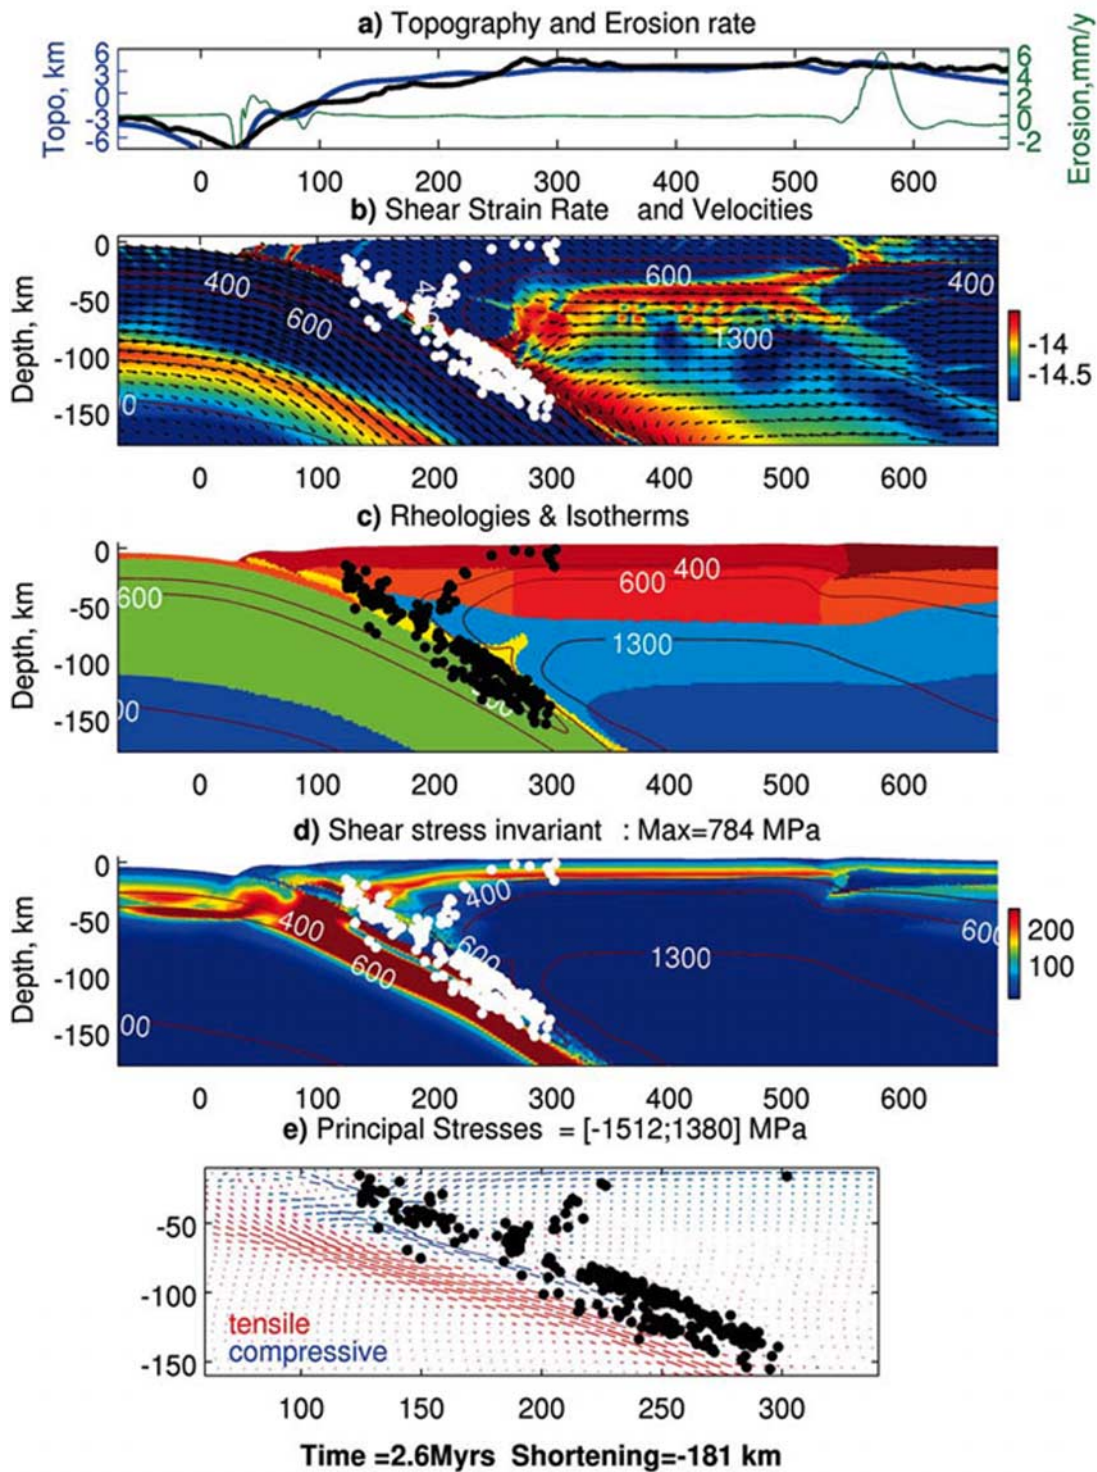 a) Topography and Erosion rate
Topo, km
6
3
0
-3
-6
6
4
2
0
-2
Erosion,mm/y
0 100 200 300 400 500 600
b) Shear Strain Rate and Velocities
Depth, km
0
-50
-100
-150
400
600
600
1300
400
0
-14
-14.5
0 100 200 300 400 500 600
c) Rheologies & Isotherms
Depth, km
0
-50
-100
-150
600
400
600
1300
00
0 100 200 300 400 500 600
d) Shear stress invariant : Max=784 MPa
Depth, km
0
-50
-100
-150
400
400
600
600
600
1300
00
200
100
0 100 200 300 400 500 600
e) Principal Stresses = [-1512;1380] MPa
-50
-100
-150
tensile
compressive
100 150 200 250 300
Time =2.6Myrs Shortening=-181 km